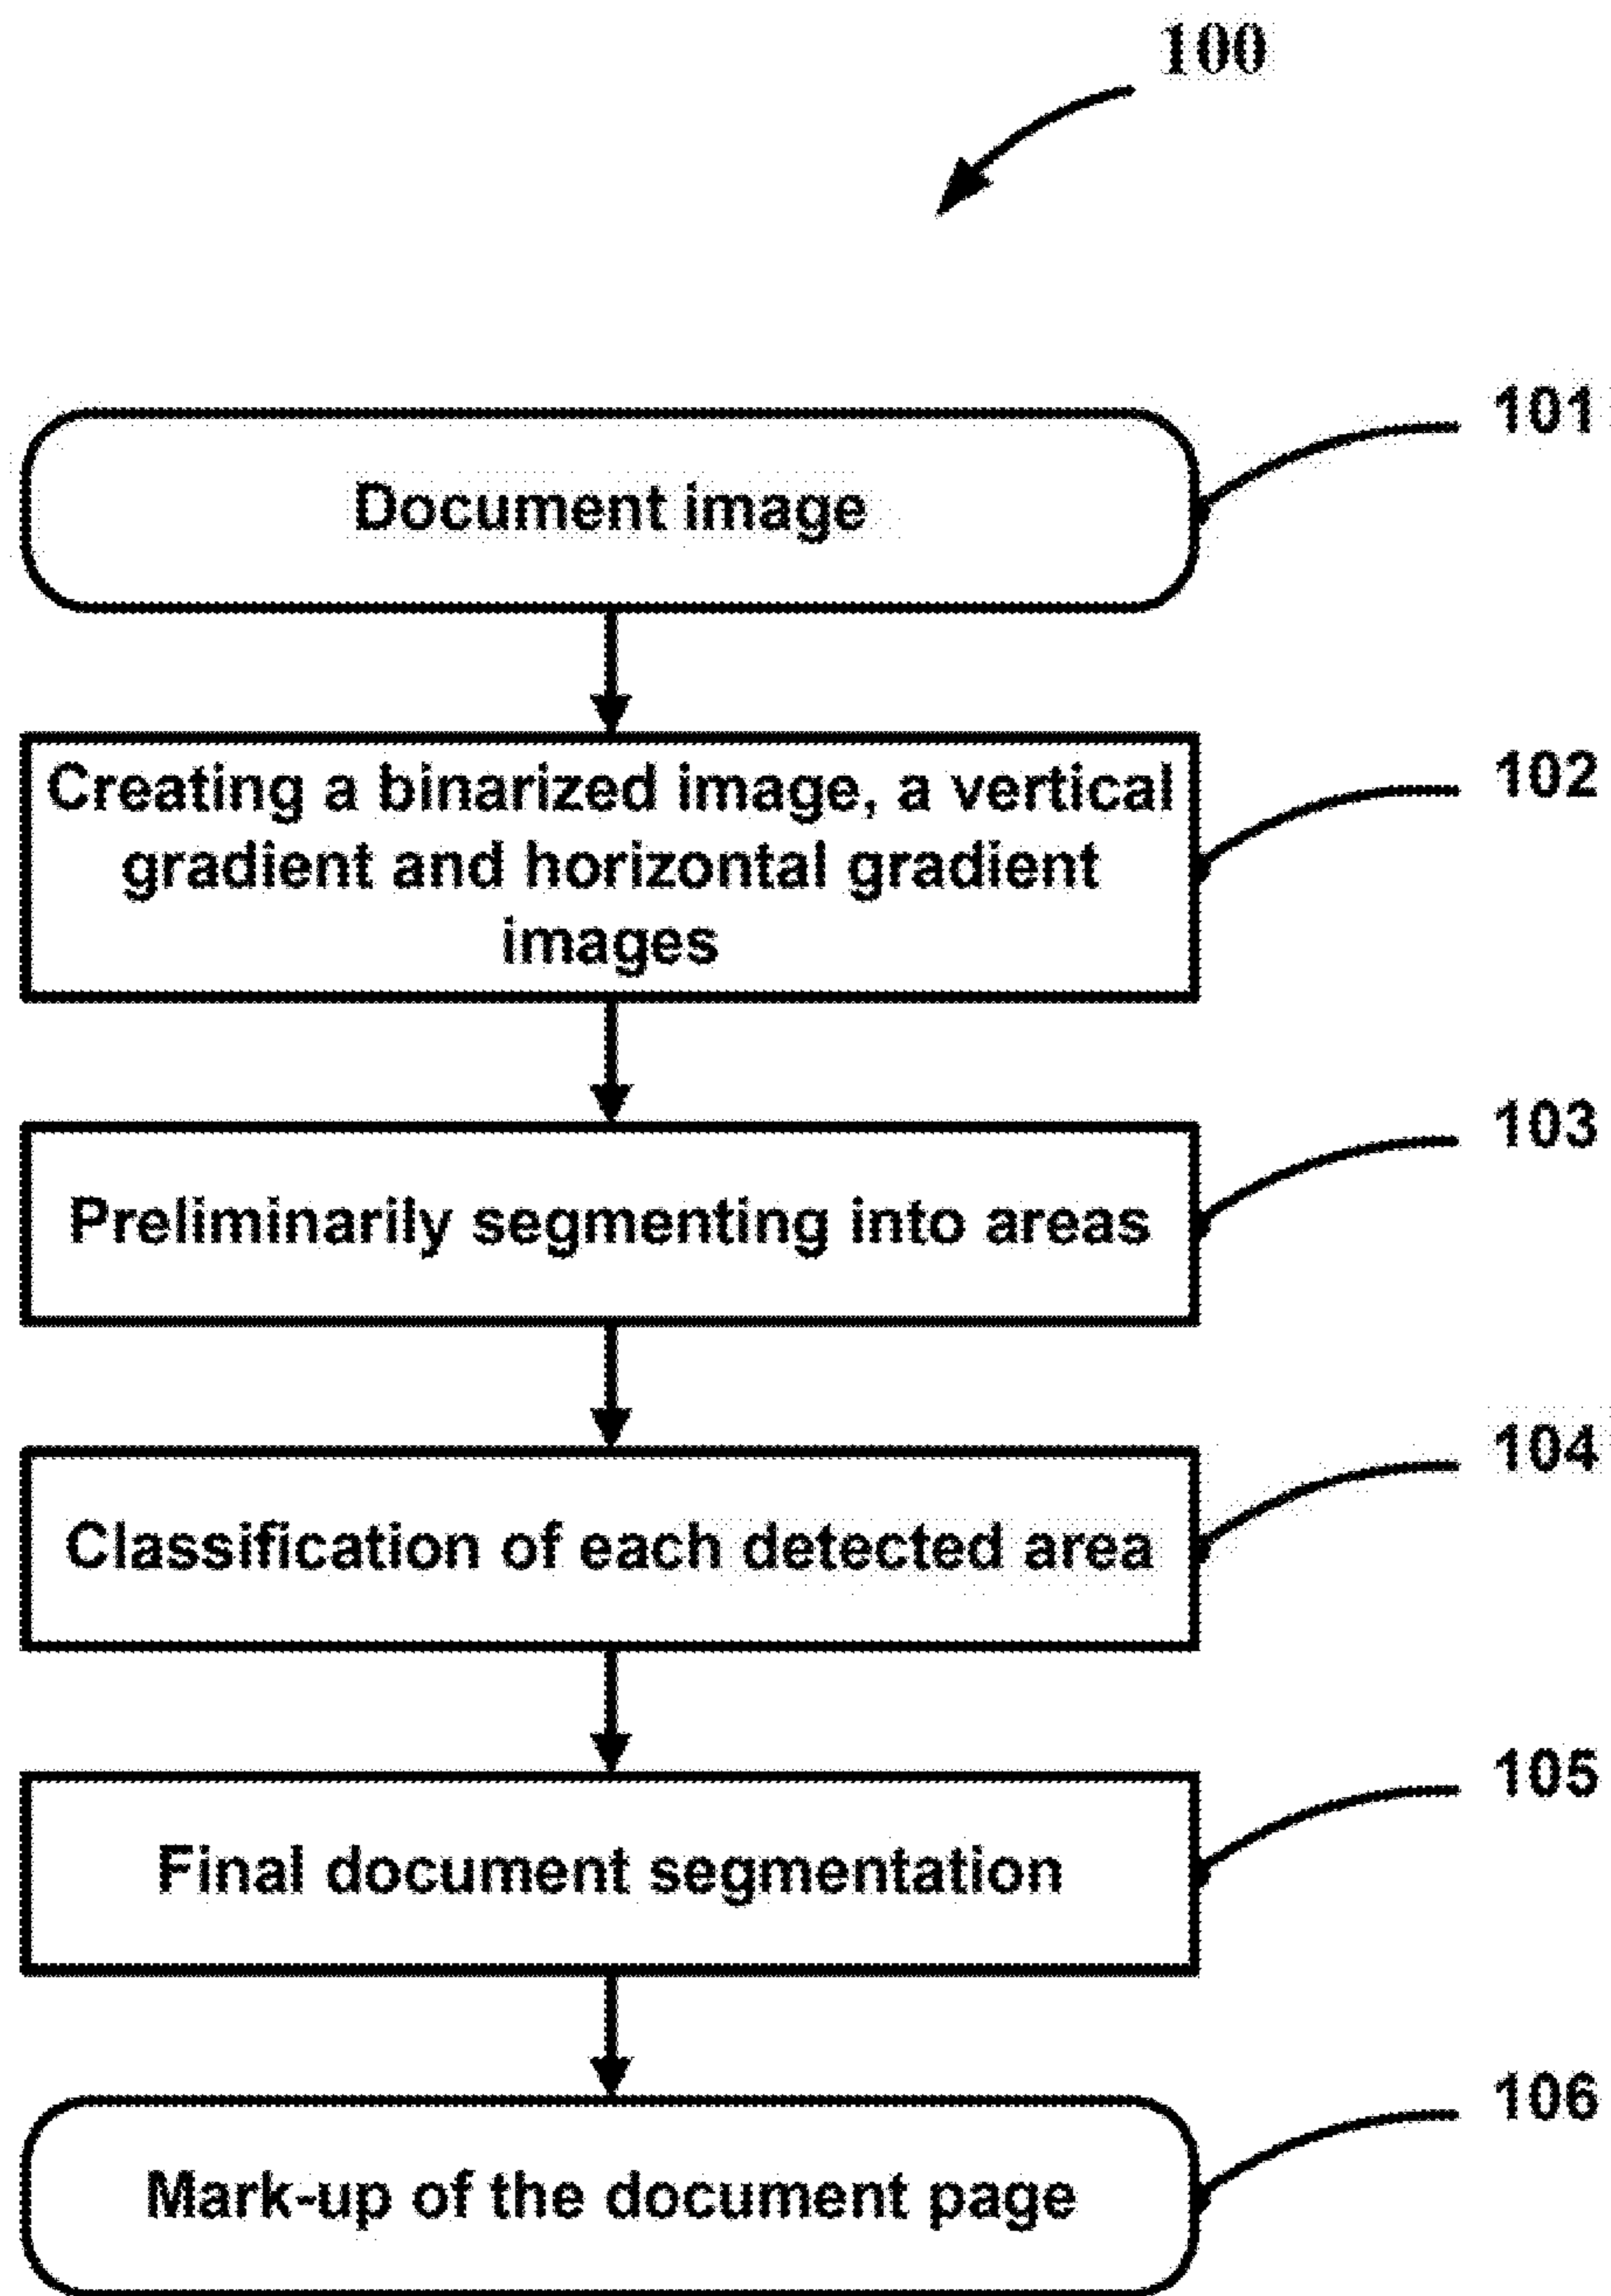 100
101
Document image
102
Creating a binarized image, a vertical
gradient and horizontal gradient
images
103
Preliminarily segmenting into areas
104
Classification of each detected area
105
Final document segmentation
106
Mark-up of the document page